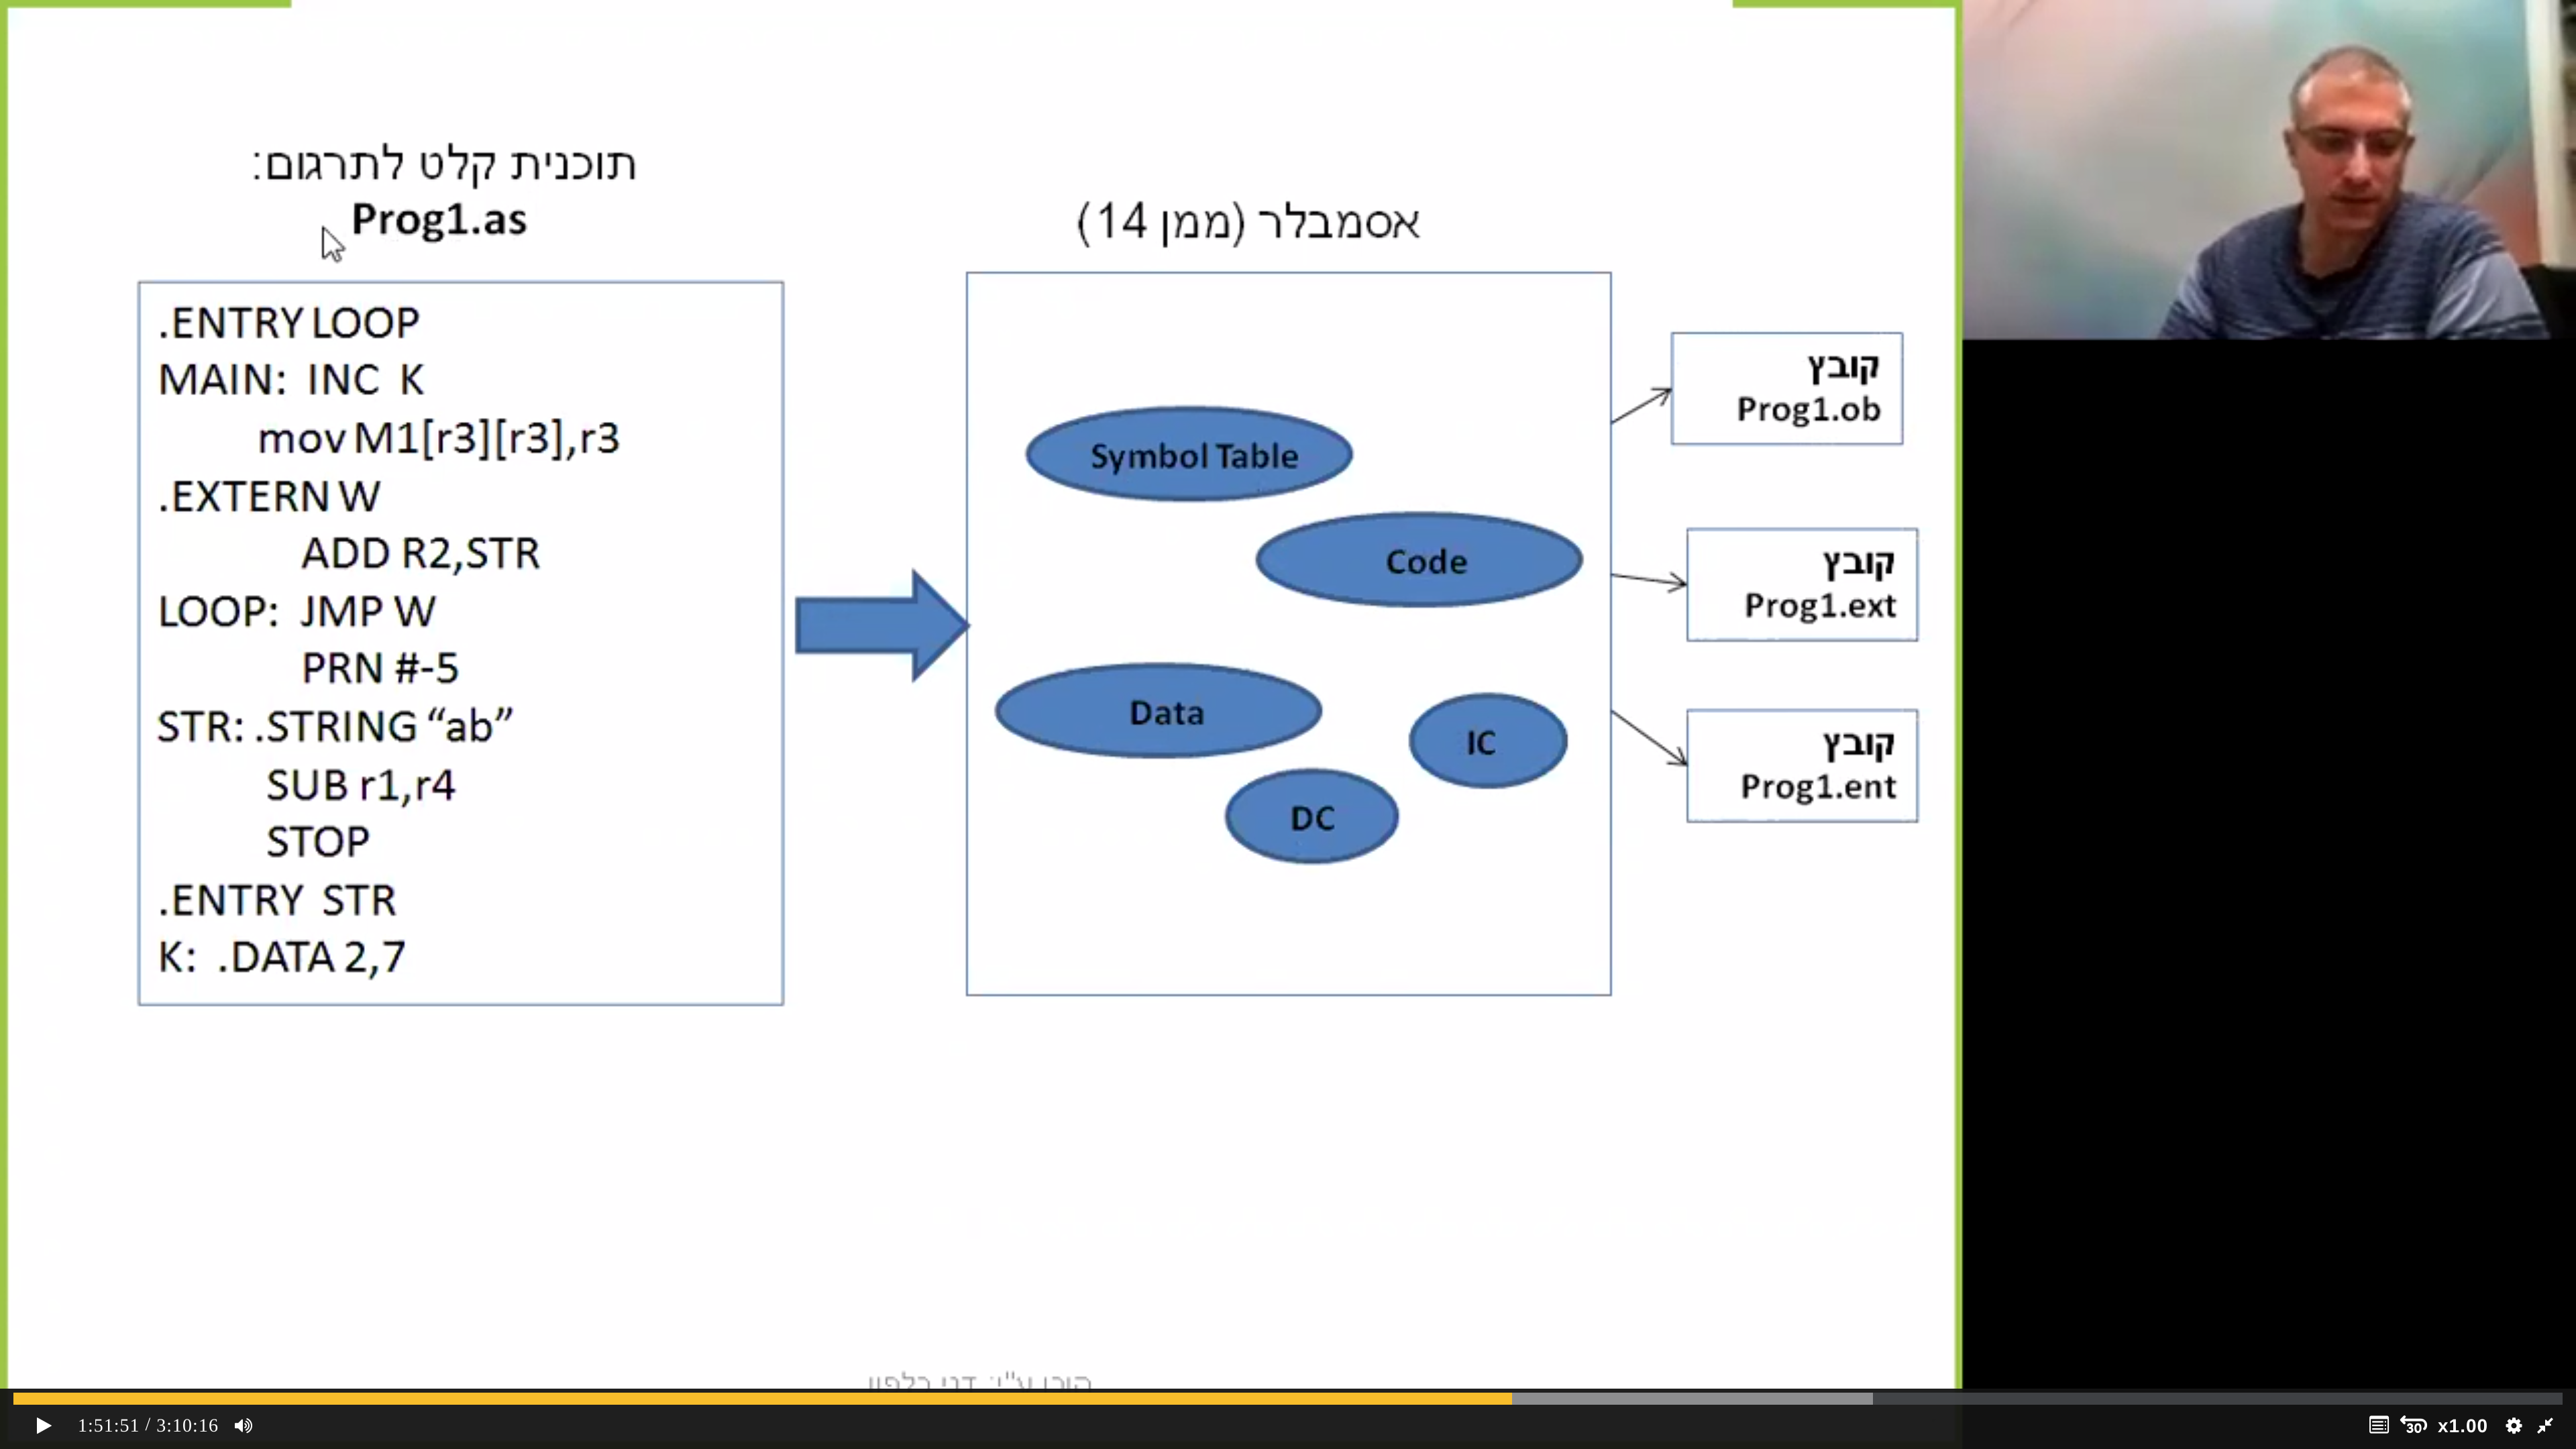 תוכנית קלט לתרגום:
Prog1.as
.ENTRY LOOP
MAIN: INC K
mov M1[r3][r3],r3
.EXTERN W
ADD R2,STR
LOOP: JMP W
PRN #-5
STR: .STRING “ab”
SUB r1,r4
STOP
.ENTRY STR
K: .DATA 2,7
אסמבלר (ממן 14)
Symbol Table
Code
Data
IC
DC
קובץ
Prog1.ob
קובץ
Prog1.ext
קובץ
Prog1.ent
1:51:51 / 3:10:16
30
x1.00